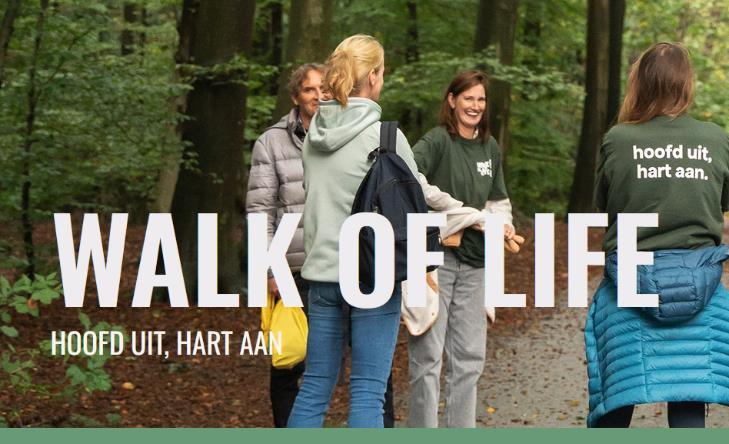 hoofd uit,
hart aan.
WALK OF LIFE
HOOFD UIT, HART AAN